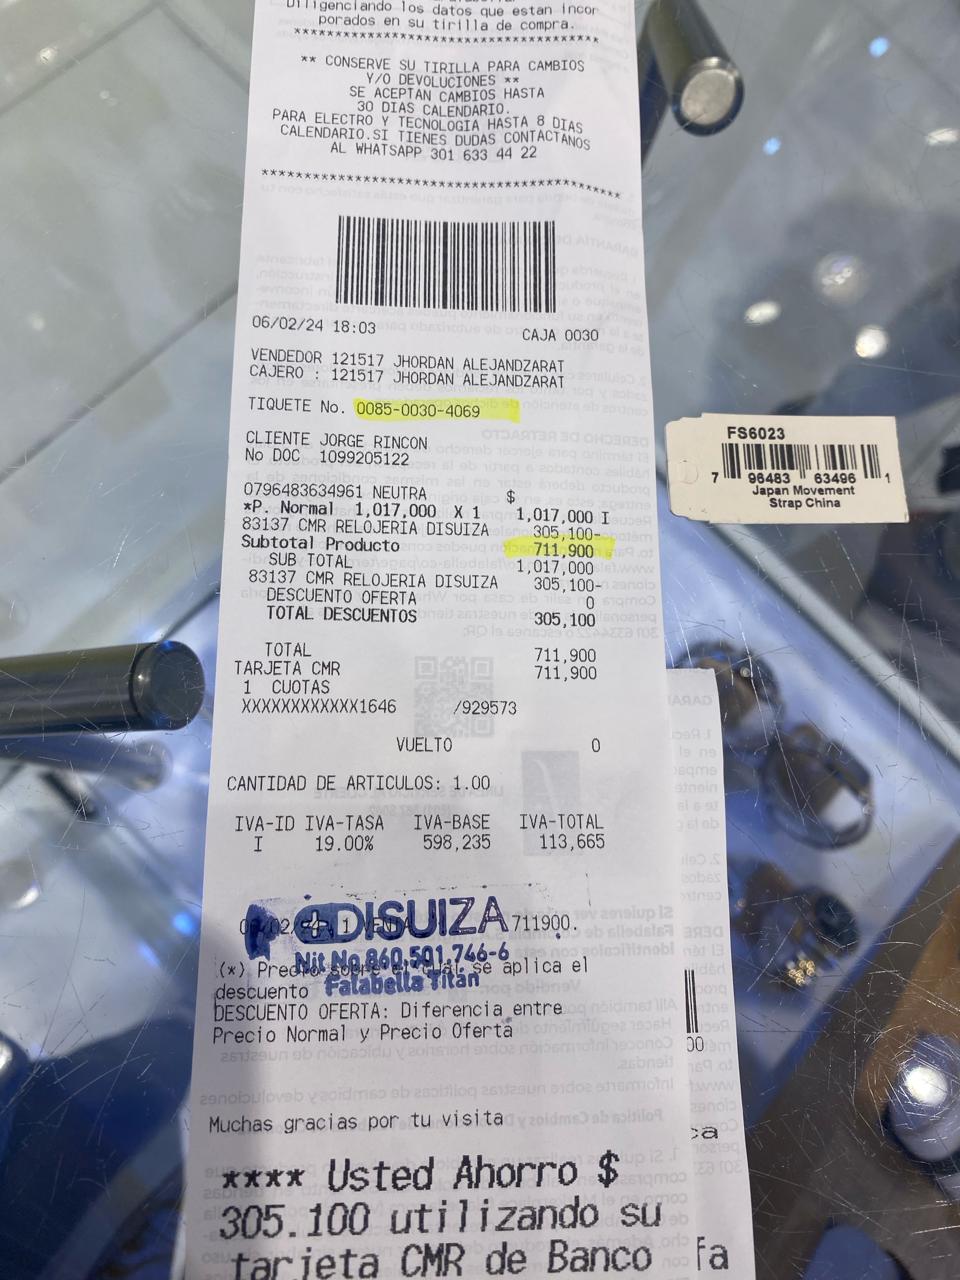 Diligenciando los datos que estan incor
porados en su tirilla de compra.
****************************************
** CONSERVE SU TIRILLA PARA CAMBIOS
Y/O DEVOLUCIONES **
SE ACEPTAN CAMBIOS HASTA
30 DIAS CALENDARIO.
PARA ELECTRO Y TECNOLOGIA HASTA 8 DIAS
CALENDARIO.SI TIENES DUDAS CONTACTANOS
AL WHATSAPP 301 633 44 22
****************************************
06/02/24 18:03 CAJA 0030
VENDEDOR 121517 JHORDAN ALEJANDZARAT
CAJERO : 121517 JHORDAN ALEJANDZARAT
TIQUETE No. 0085-0030-4069
CLIENTE JORGE RINCON
No DOC 1099205122
0796483634961 NEUTRA $
*P. Normal 1,017,000 X 1 1,017,000 I
83137 CMR RELOJERIA DISUIZA 305,100-
Subtotal Producto 711,900
SUB TOTAL 1,017,000
83137 CMR RELOJERIA DISUIZA 305,100-
DESCUENTO OFERTA 0
TOTAL DESCUENTOS 305,100
TOTAL 711,900
TARJETA CMR 711,900
1 CUOTAS
XXXXXXXXXXXX1646 /929573
VUELTO 0
CANTIDAD DE ARTICULOS: 1.00
IVA-ID IVA-TASA IVA-BASE IVA-TOTAL
I 19.00% 598,235 113,665
DISUIZA
711900.
Nit No 860.501.746-6
Falabella Titán
(*) Precio sobre el cual se aplica el
descuento
DESCUENTO OFERTA: Diferencia entre
Precio Normal y Precio Oferta
Muchas gracias por tu visita
**** Usted Ahorro $
305.100 utilizando su
tarjeta CMR de Banco Fa
FS6023
7 96483 63496 1
Japan Movement
Strap China